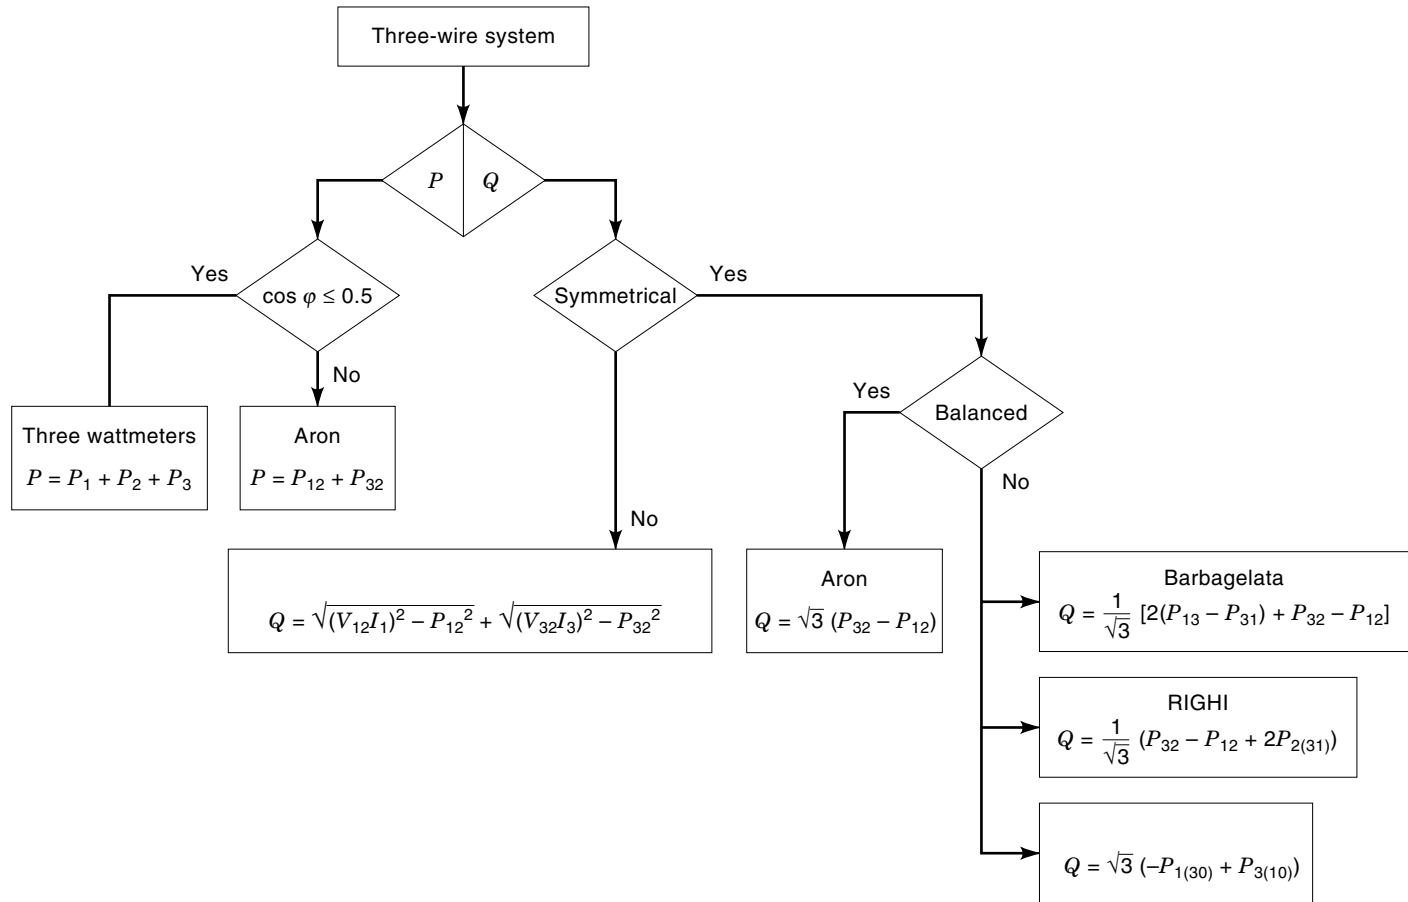 Three-wire system
P
Q
Yes
cos φ ≤ 0.5
No
Symmetrical
Yes
Three wattmeters
P = P₁ + P₂ + P₃
Aron
P = P₁₂ + P₃₂
Yes
Balanced
No
No
Q = √(V₁₂I₁)² – P₁₂² + √(V₃₂I₃)² – P₃₂²
Aron
Q = √3 (P₃₂ – P₁₂)
Barbagelata
Q = 1/√3 [2(P₁₃ – P₃₁) + P₃₂ – P₁₂]
RIGHI
Q = 1/√3 (P₃₂ – P₁₂ + 2P₂₍₃₁₎)
Q = √3 (–P₁₍₃₀₎ + P₃₍₁₀₎)